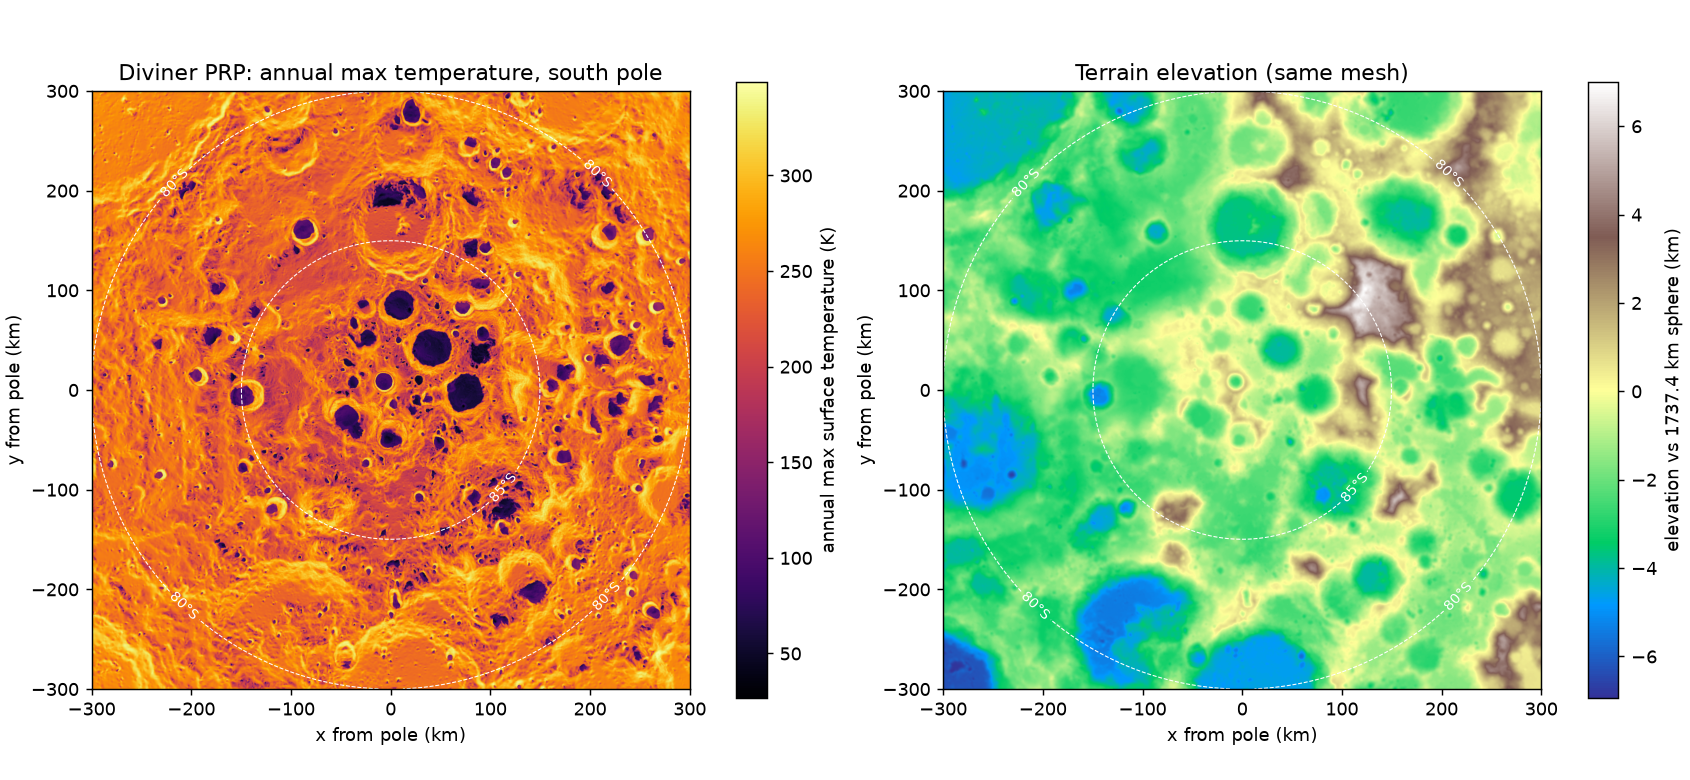 Diviner PRP: annual max temperature, south pole
300
200
100
0
−100
−200
−300
−300
−200
−100
0
100
200
300
x from pole (km)
y from pole (km)
80°S
80°S
80°S
80°S
85°S
300
250
200
150
100
50
annual max surface temperature (K)
Terrain elevation (same mesh)
300
200
100
0
−100
−200
−300
−300
−200
−100
0
100
200
300
x from pole (km)
y from pole (km)
80°S
80°S
80°S
80°S
85°S
6
4
2
0
−2
−4
−6
elevation vs 1737.4 km sphere (km)